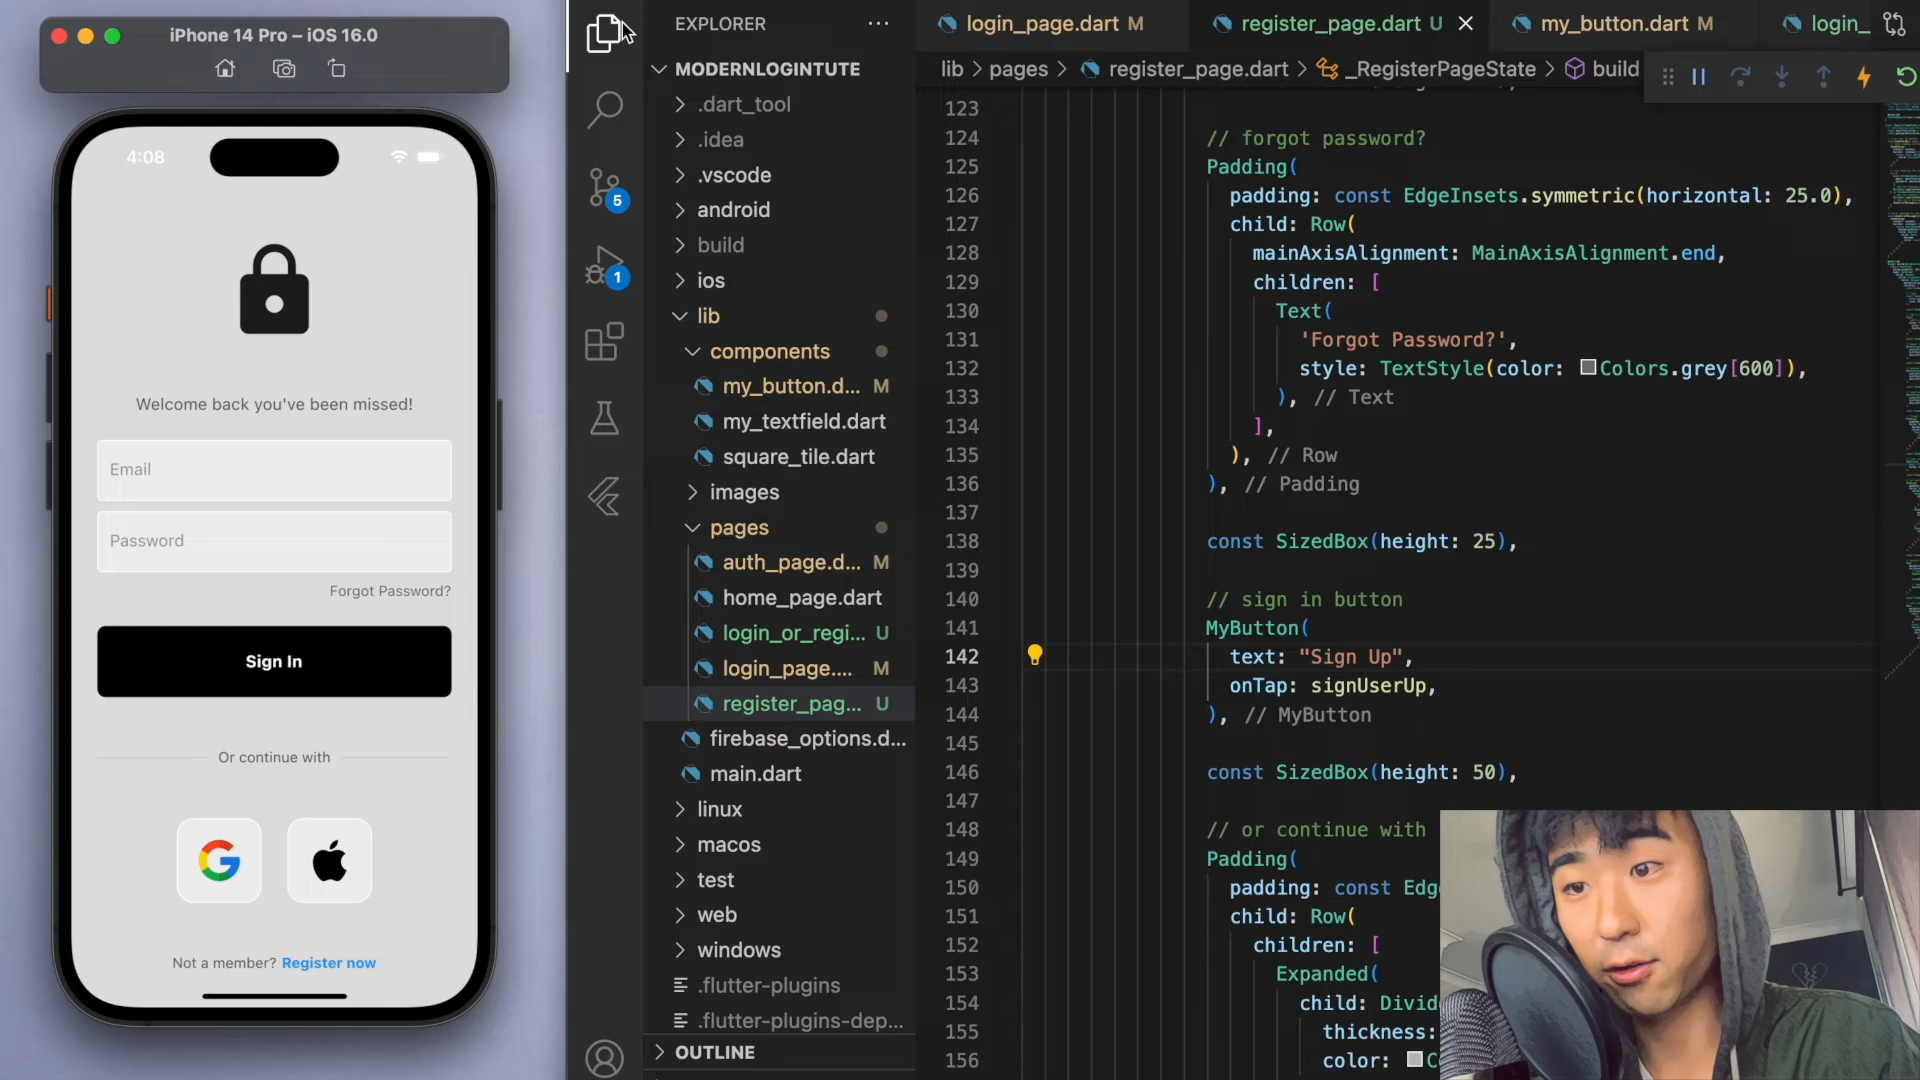 iPhone 14 Pro – iOS 16.0
4:08
Welcome back you've been missed!
Email
Password
Forgot Password?
Sign In
Or continue with
Not a member? Register now
5
1
EXPLORER
MODERNLOGINTUTE
.dart_tool
.idea
.vscode
android
build
ios
lib
components
my_button.d... M
my_textfield.dart
square_tile.dart
images
pages
auth_page.d... M
home_page.dart
login_or_regi... U
login_page.... M
register_pag... U
firebase_options.d...
main.dart
linux
macos
test
web
windows
.flutter-plugins
.flutter-plugins-dep...
OUTLINE
login_page.dart M
register_page.dart U
my_button.dart M
login_
lib > pages > register_page.dart > _RegisterPageState > build
123
124 // forgot password?
125 Padding(
126 padding: const EdgeInsets.symmetric(horizontal: 25.0),
127 child: Row(
128 mainAxisAlignment: MainAxisAlignment.end,
129 children: [
130 Text(
131 'Forgot Password?',
132 style: TextStyle(color: Colors.grey[600]),
133 ), // Text
134 ],
135 ), // Row
136 ), // Padding
137
138 const SizedBox(height: 25),
139
140 // sign in button
141 MyButton(
142 text: "Sign Up",
143 onTap: signUserUp,
144 ), // MyButton
145
146 const SizedBox(height: 50),
147
148 // or continue with
149 Padding(
150 padding: const Edg
151 child: Row(
152 children: [
153 Expanded(
154 child: Divid
155 thickness:
156 color: C